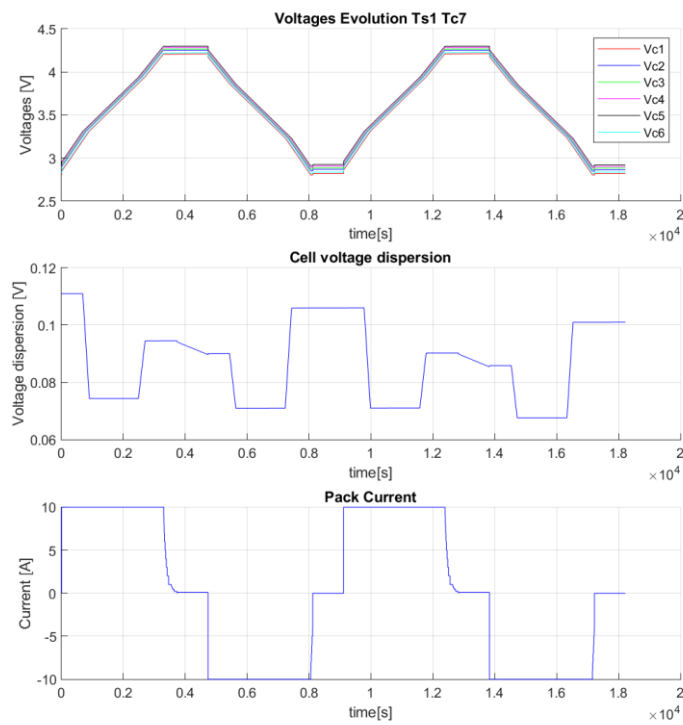 Voltages Evolution Ts1 Tc7
Voltages [V]
4.5
4
3.5
3
2.5
Vc1
Vc2
Vc3
Vc4
Vc5
Vc6
0 0.2 0.4 0.6 0.8 1 1.2 1.4 1.6 1.8 2
time[s]
×10⁴
Cell voltage dispersion
Voltage dispersion [V]
0.12
0.1
0.08
0.06
0 0.2 0.4 0.6 0.8 1 1.2 1.4 1.6 1.8 2
time[s]
×10⁴
Pack Current
Current [A]
10
5
0
-5
-10
0 0.2 0.4 0.6 0.8 1 1.2 1.4 1.6 1.8 2
time[s]
×10⁴